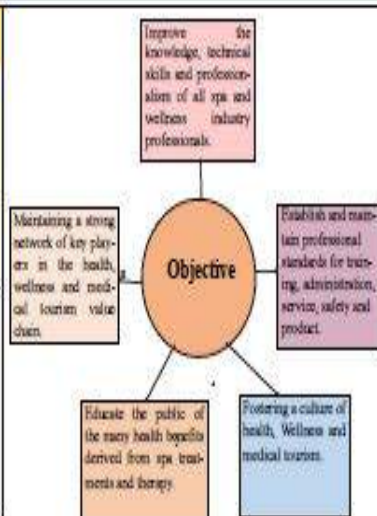 Improve the
knowledge, technical
skills and profession-
alism of all spa and
wellness industry
professionals.
Maintaining a strong
network of key play-
ers in the health,
wellness and medi-
cal tourism value
chain.
Objective
Establish and main-
tain professional
standards for train-
ing, administration,
service, safety and
product.
Educate the public of
the many health benefits
derived from spa treat-
ments and therapy.
Fostering a culture of
health, Wellness and
medical tourism.